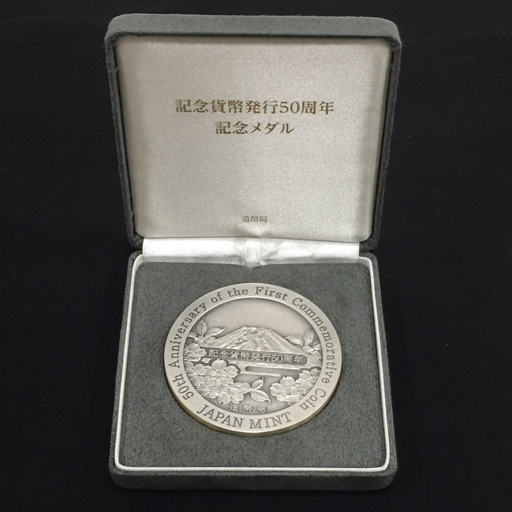 記念貨幣発行50周年
記念メダル
造幣局
50th Anniversary of the First Commemorative Coin
記念貨幣発行50周年
造幣局
JAPAN MINT